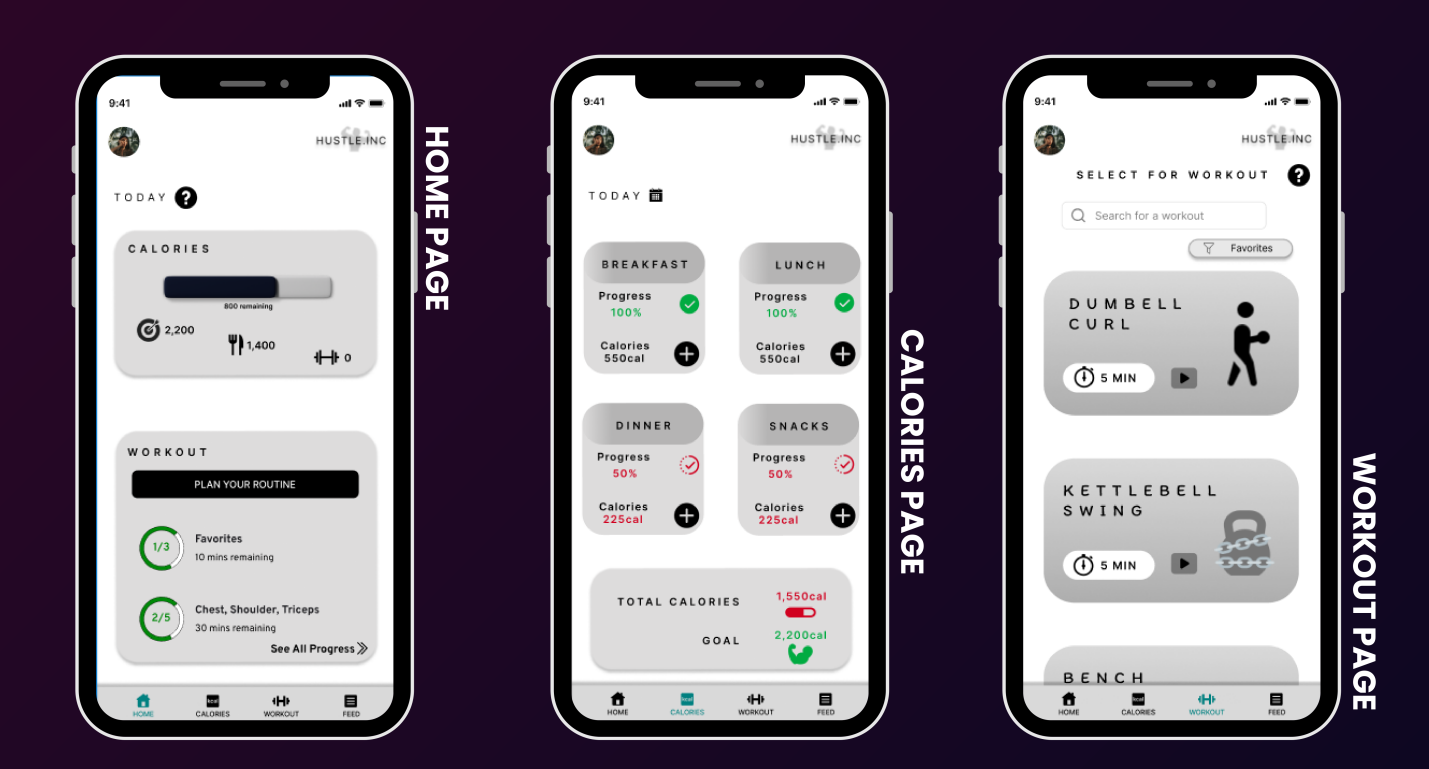 9:41
HUSTLE.INC
TODAY ?
CALORIES
800 remaining
2,200
1,400
0
WORKOUT
PLAN YOUR ROUTINE
1/3
Favorites
10 mins remaining
2/5
Chest, Shoulder, Triceps
30 mins remaining
See All Progress
HOME
kcal
CALORIES
WORKOUT
FEED
HOME PAGE
9:41
HUSTLE.INC
TODAY
BREAKFAST
Progress
100%
Calories
550cal
LUNCH
Progress
100%
Calories
550cal
DINNER
Progress
50%
Calories
225cal
SNACKS
Progress
50%
Calories
225cal
TOTAL CALORIES 1,550cal
GOAL 2,200cal
HOME
kcal
CALORIES
WORKOUT
FEED
CALORIES PAGE
9:41
HUSTLE.INC
SELECT FOR WORKOUT ?
Search for a workout
Favorites
DUMBELL
CURL
5 MIN
KETTLEBELL
SWING
5 MIN
BENCH
HOME
kcal
CALORIES
WORKOUT
FEED
WORKOUT PAGE